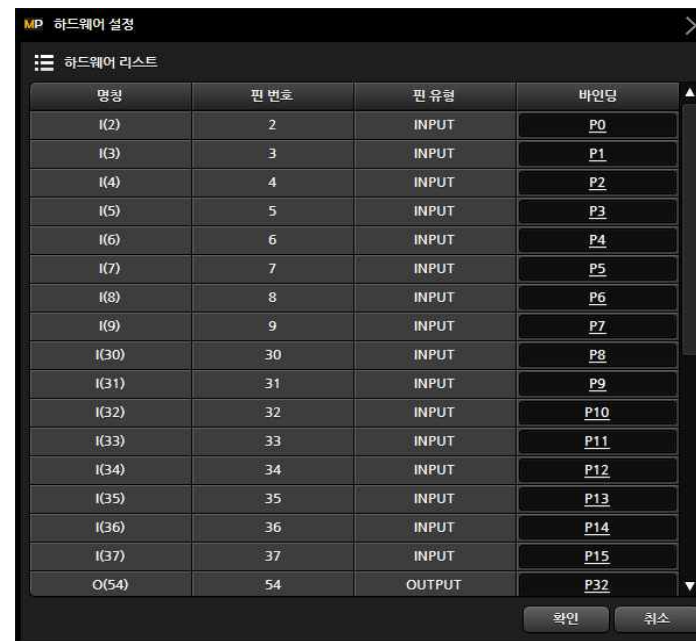 MP 하드웨어 설정
하드웨어 리스트
명칭 핀 번호 핀 유형 바인딩
I(2) 2 INPUT P0
I(3) 3 INPUT P1
I(4) 4 INPUT P2
I(5) 5 INPUT P3
I(6) 6 INPUT P4
I(7) 7 INPUT P5
I(8) 8 INPUT P6
I(9) 9 INPUT P7
I(30) 30 INPUT P8
I(31) 31 INPUT P9
I(32) 32 INPUT P10
I(33) 33 INPUT P11
I(34) 34 INPUT P12
I(35) 35 INPUT P13
I(36) 36 INPUT P14
I(37) 37 INPUT P15
O(54) 54 OUTPUT P32
확인 취소